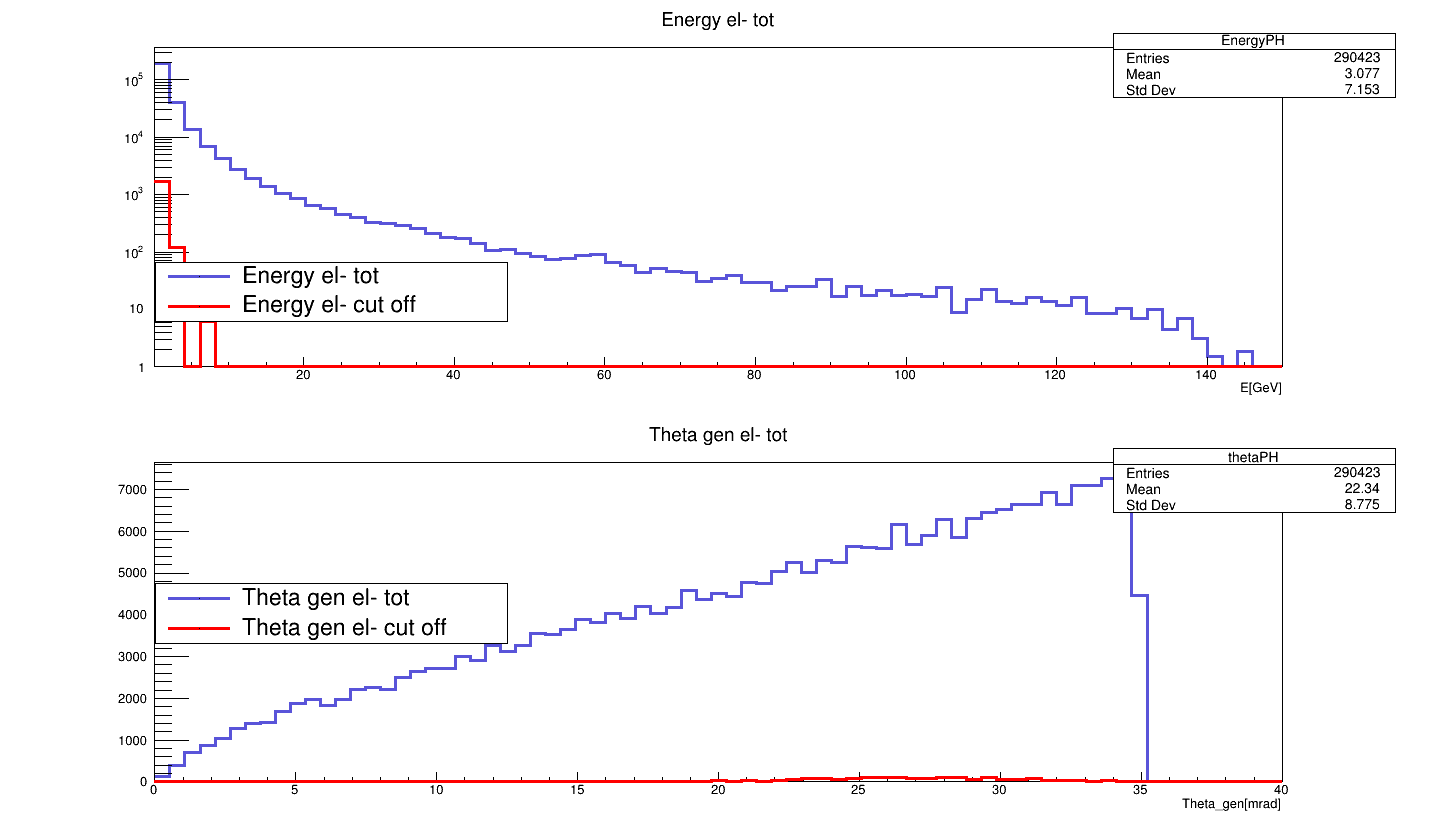 Energy el- tot
EnergyPH
Entries 290423
Mean 3.077
Std Dev 7.153
10^5
10^4
10^3
10^2
10
1
Energy el- tot
Energy el- cut off
20 40 60 80 100 120 140
E[GeV]
Theta gen el- tot
thetaPH
Entries 290423
Mean 22.34
Std Dev 8.775
7000
6000
5000
4000
3000
2000
1000
0
Theta gen el- tot
Theta gen el- cut off
0 5 10 15 20 25 30 35 40
Theta_gen[mrad]